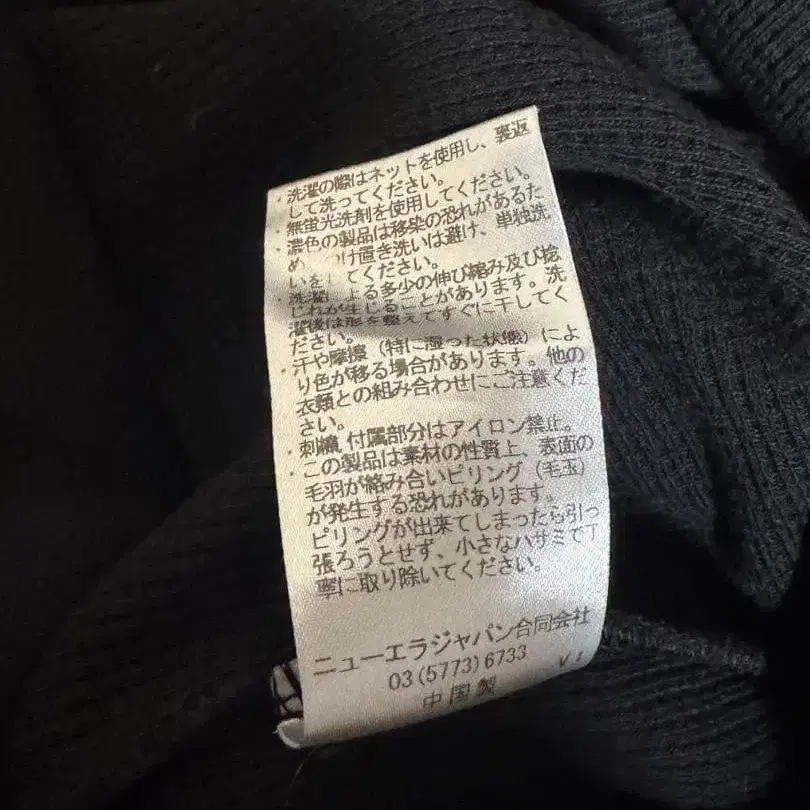 ・洗濯の際はネットを使用し、裏返
して洗ってください。
・無蛍光洗剤を使用してください。
・濃色の製品は移染の恐れがあるた
め、つけ置き洗いは避け、単独洗
いをしてください。
・洗濯による多少の伸び縮み及び捻
じれが生じることがあります。洗
濯後は形を整えてすぐに干してく
ださい。
・汗や摩擦（特に湿った状態）によ
り色が移る場合があります。他の
衣類との組み合わせにご注意くだ
さい。
・刺繍、付属部分はアイロン禁止。
・この製品は素材の性質上、表面の
毛羽が絡み合いピリング（毛玉）
が発生する恐れがあります。
ピリングが出来てしまったら引っ
張ろうとせず、小さなハサミで丁
寧に取り除いてください。
ニューエラジャパン合同会社
03(5773)6733
中国製